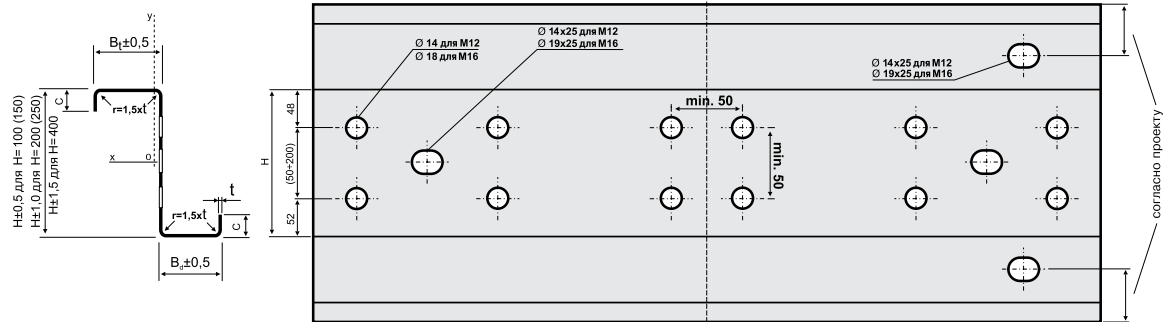 y
Bt±0,5
C
r=1,5xt
H±0,5 для H=100 (150)
H±1,0 для H=200 (250)
H±1,5 для H=400
x
0
t
r=1,5xt
C
Bd±0,5
Ø 14 для M12
Ø 18 для M16
Ø 14x25 для M12
Ø 19x25 для M16
Ø 14x25 для M12
Ø 19x25 для M16
H
48
(50÷200)
52
min. 50
min. 50
согласно проекту